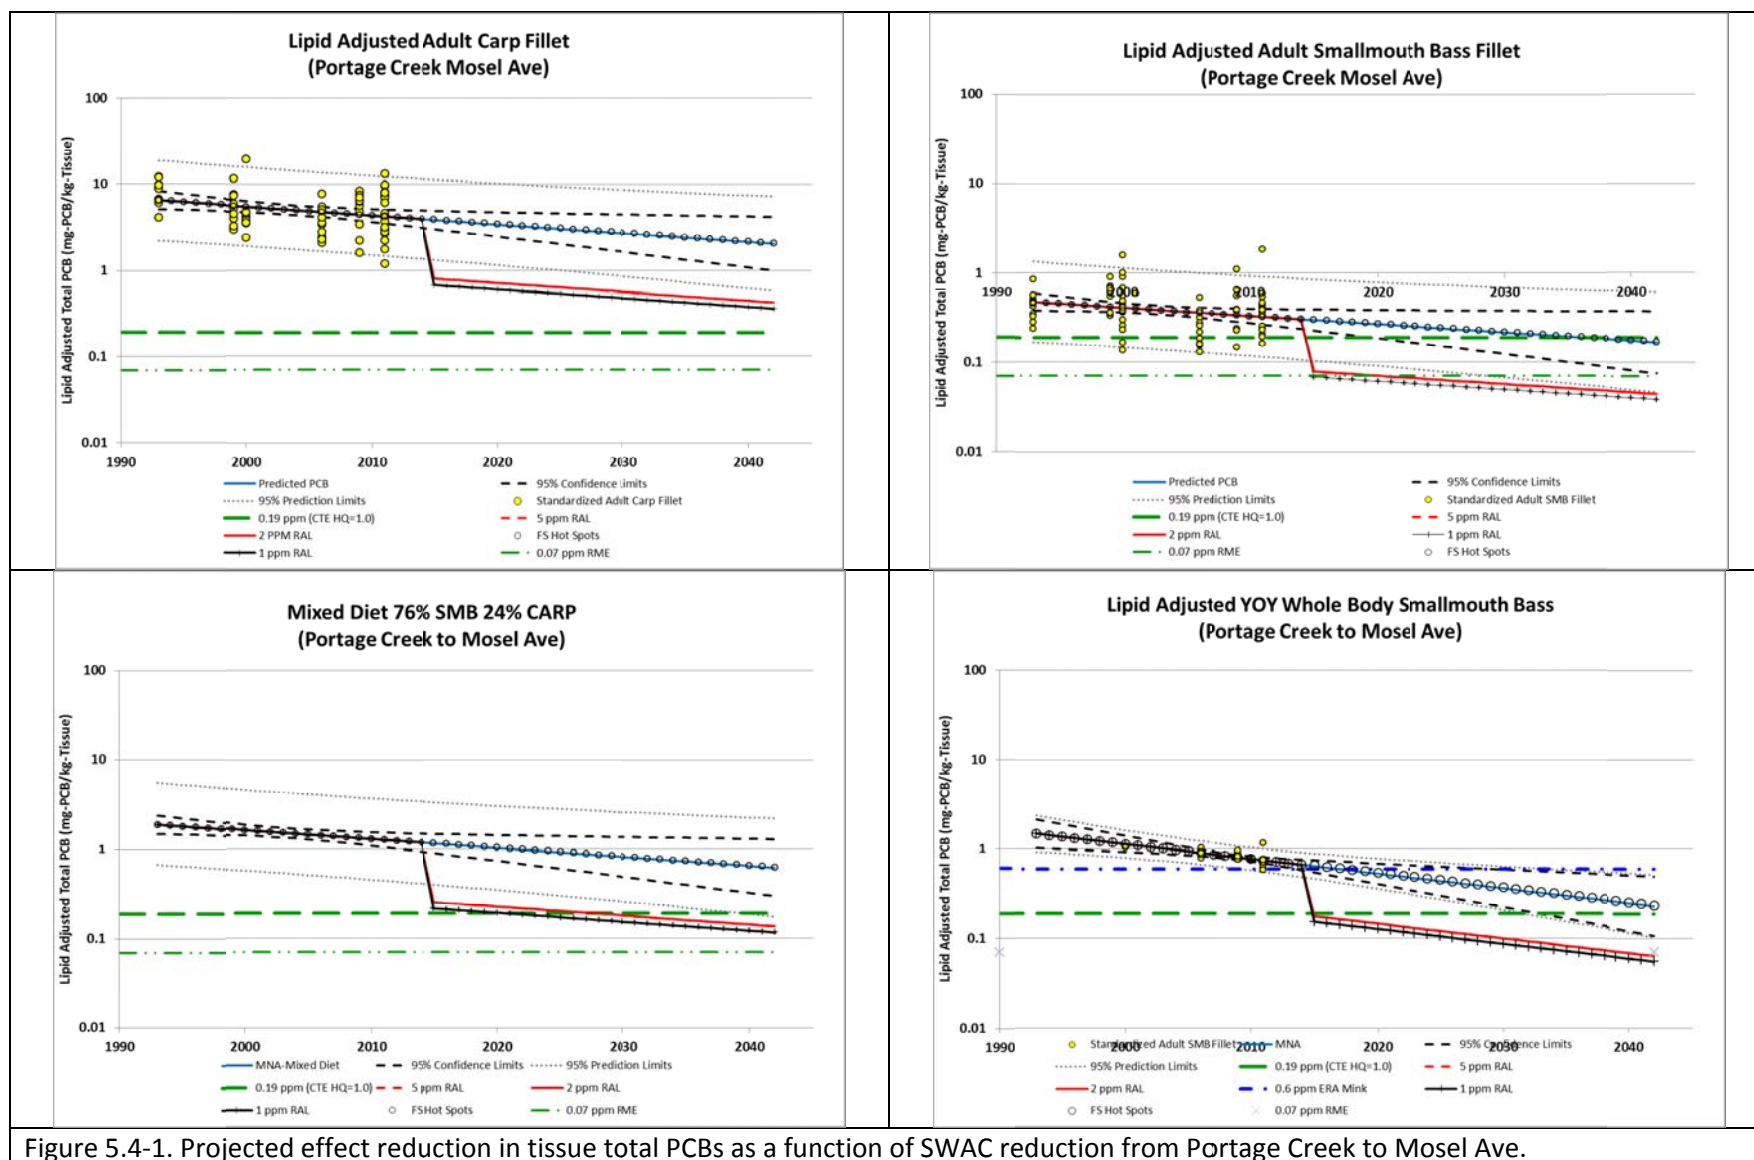 Lipid Adjusted Adult Carp Fillet
(Portage Creek Mosel Ave)
Lipid Adjusted Total PCB (mg-PCB/kg-Tissue)
100
10
1
0.1
0.01
1990 2000 2010 2020 2030 2040
Predicted PCB 95% Confidence Limits
95% Prediction Limits Standardized Adult Carp Fillet
0.19 ppm (CTE HQ=1.0) 5 ppm RAL
2 PPM RAL FS Hot Spots
1 ppm RAL 0.07 ppm RME
Lipid Adjusted Adult Smallmouth Bass Fillet
(Portage Creek Mosel Ave)
Lipid Adjusted Total PCB (mg-PCB/kg-Tissue)
100
10
1
0.1
0.01
1990 2000 2010 2020 2030 2040
Predicted PCB 95% Confidence Limits
95% Prediction Limits Standardized Adult SMB Fillet
0.19 ppm (CTE HQ=1.0) 5 ppm RAL
2 ppm RAL 1 ppm RAL
0.07 ppm RME FS Hot Spots
Mixed Diet 76% SMB 24% CARP
(Portage Creek to Mosel Ave)
Lipid Adjusted Total PCB (mg-PCB/kg-Tissue)
100
10
1
0.1
0.01
1990 2000 2010 2020 2030 2040
MNA-Mixed Diet 95% Confidence Limits 95% Prediction Limits
0.19 ppm (CTE HQ=1.0) 5 ppm RAL 2 ppm RAL
1 ppm RAL FS Hot Spots 0.07 ppm RME
Lipid Adjusted YOY Whole Body Smallmouth Bass
(Portage Creek to Mosel Ave)
Lipid Adjusted Total PCB (mg-PCB/kg-Tissue)
100
10
1
0.1
0.01
1990 2000 2010 2020 2030 2040
Standardized Adult SMB Fillet MNA 95% Confidence Limits
95% Prediction Limits 0.19 ppm (CTE HQ=1.0) 5 ppm RAL
2 ppm RAL 0.6 ppm ERA Mink 1 ppm RAL
FS Hot Spots 0.07 ppm RME
Figure 5.4-1. Projected effect reduction in tissue total PCBs as a function of SWAC reduction from Portage Creek to Mosel Ave.